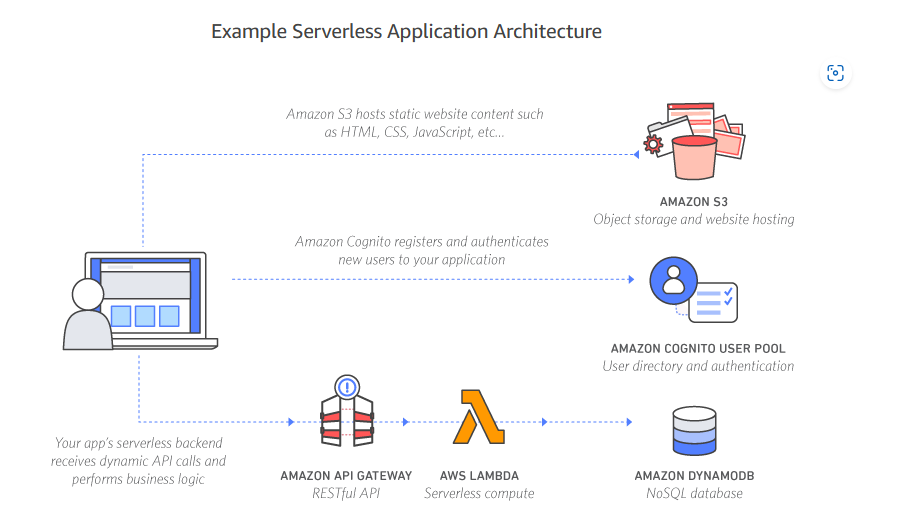 Example Serverless Application Architecture
Amazon S3 hosts static website content such
as HTML, CSS, JavaScript, etc...
AMAZON S3
Object storage and website hosting
Amazon Cognito registers and authenticates
new users to your application
AMAZON COGNITO USER POOL
User directory and authentication
Your app's serverless backend
receives dynamic API calls and
performs business logic
AMAZON API GATEWAY
RESTful API
AWS LAMBDA
Serverless compute
AMAZON DYNAMODB
NoSQL database